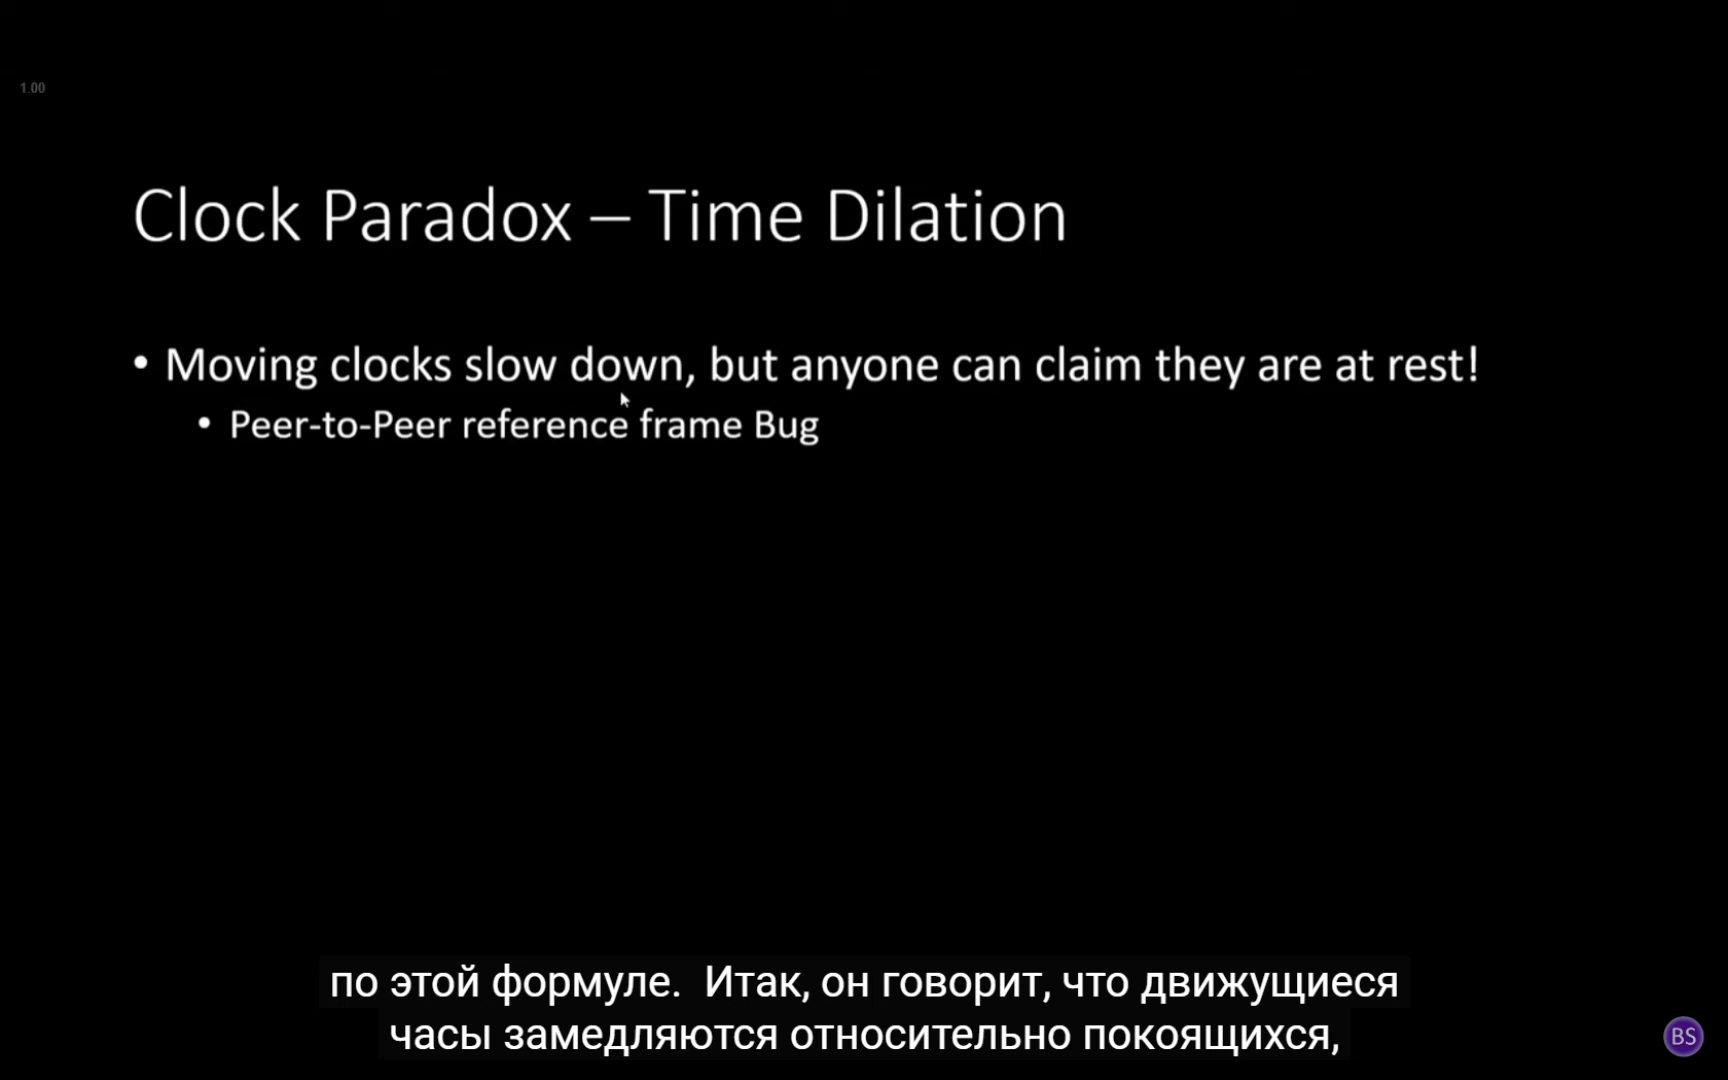 1.00
Clock Paradox – Time Dilation
• Moving clocks slow down, but anyone can claim they are at rest!
• Peer-to-Peer reference frame Bug
по этой формуле. Итак, он говорит, что движущиеся
часы замедляются относительно покоящихся,
BS